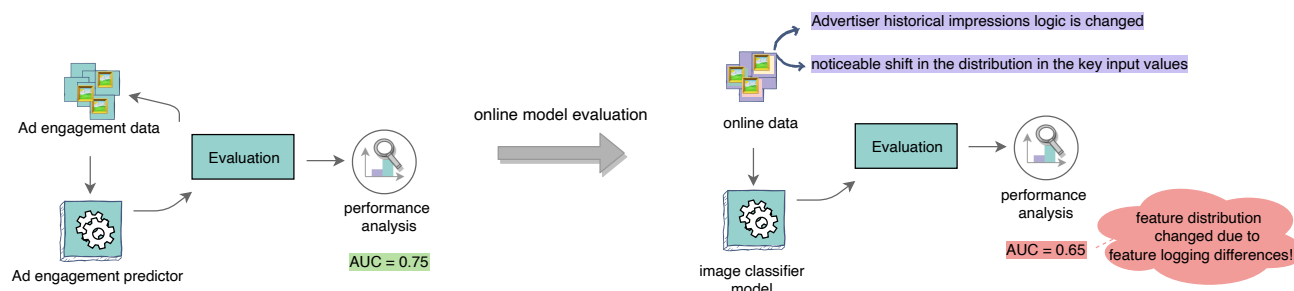 Ad engagement data
Evaluation
performance
analysis
AUC = 0.75
Ad engagement predictor
online model evaluation
Advertiser historical impressions logic is changed
noticeable shift in the distribution in the key input values
online data
Evaluation
performance
analysis
AUC = 0.65
image classifier
model
feature distribution
changed due to
feature logging differences!